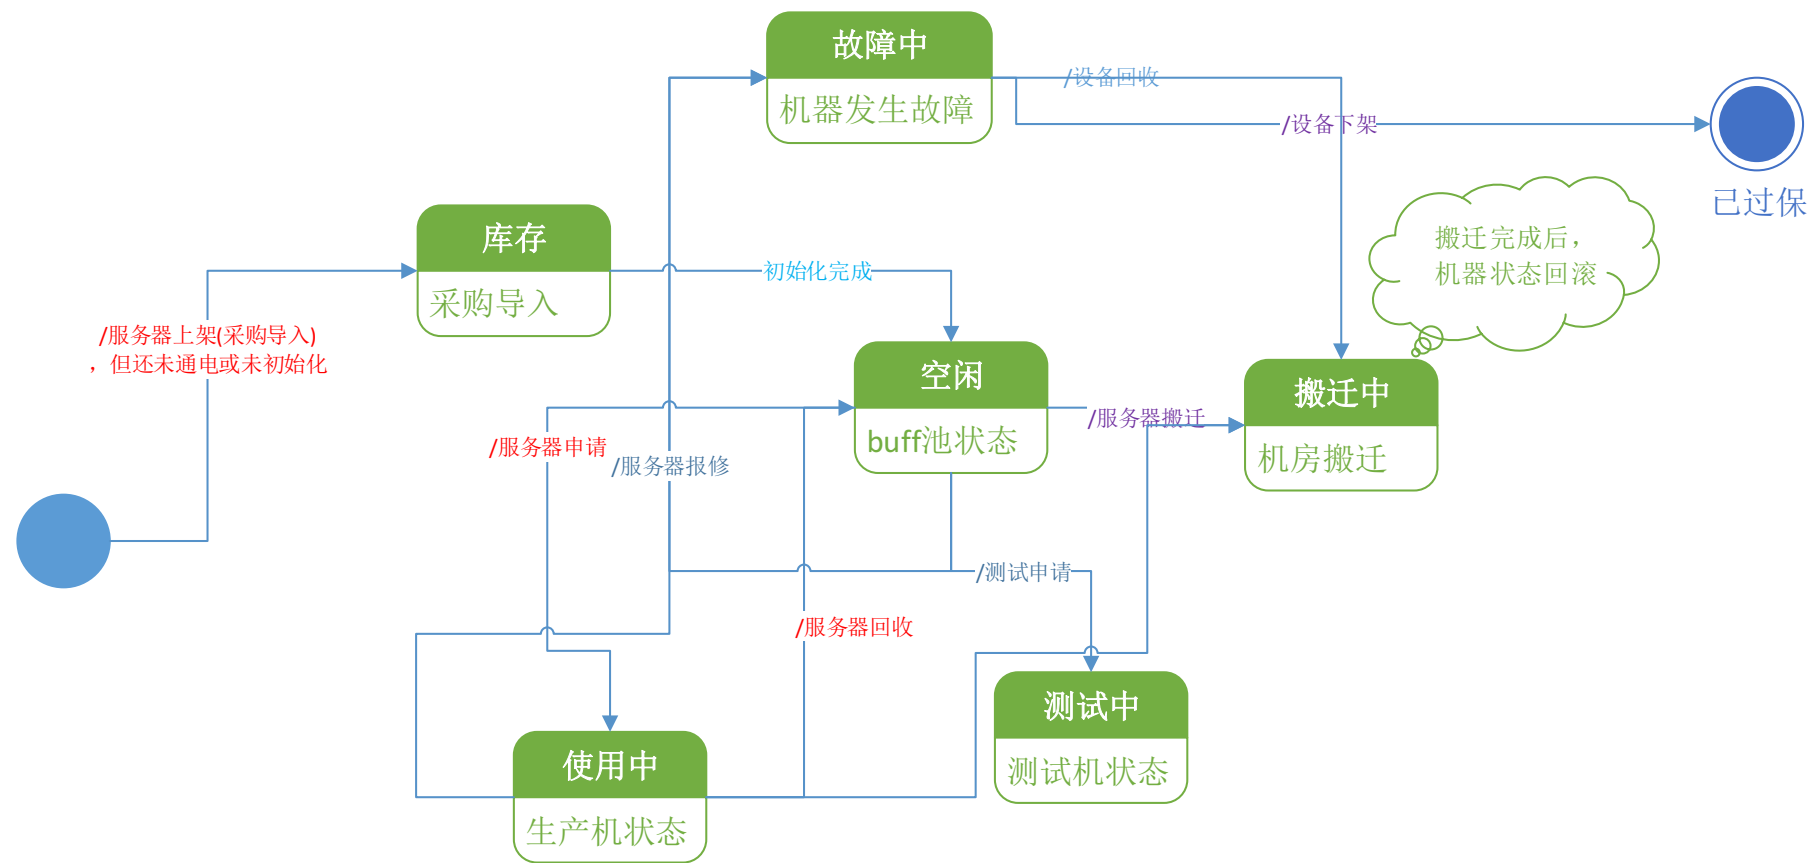 故障中
机器发生故障
/设备回收
/设备下架
已过保
库存
采购导入
搬迁完成后，
机器状态回滚
初始化完成
/服务器上架(采购导入)
，但还未通电或未初始化
空闲
buff池状态
搬迁中
机房搬迁
/服务器搬迁
/服务器申请
/服务器报修
/测试申请
/服务器回收
测试中
测试机状态
使用中
生产机状态